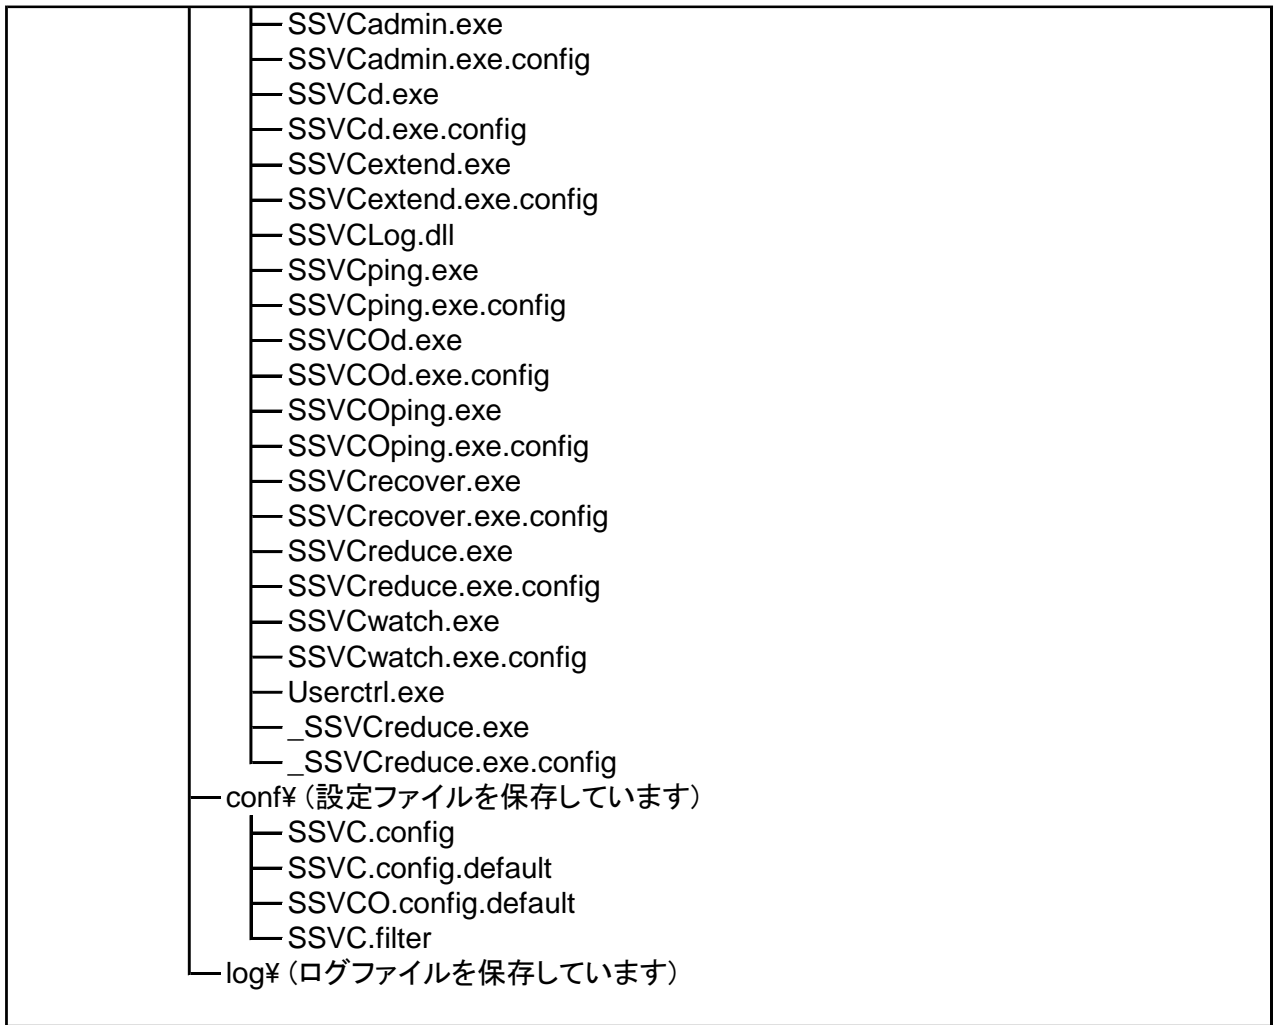 SSVCadmin.exe
SSVCadmin.exe.config
SSVCd.exe
SSVCd.exe.config
SSVCextend.exe
SSVCextend.exe.config
SSVCLog.dll
SSVCping.exe
SSVCping.exe.config
SSVCOd.exe
SSVCOd.exe.config
SSVCOping.exe
SSVCOping.exe.config
SSVCrecover.exe
SSVCrecover.exe.config
SSVCreduce.exe
SSVCreduce.exe.config
SSVCwatch.exe
SSVCwatch.exe.config
Userctrl.exe
_SSVCreduce.exe
_SSVCreduce.exe.config
conf¥ (設定ファイルを保存しています)
SSVC.config
SSVC.config.default
SSVCO.config.default
SSVC.filter
log¥ (ログファイルを保存しています)